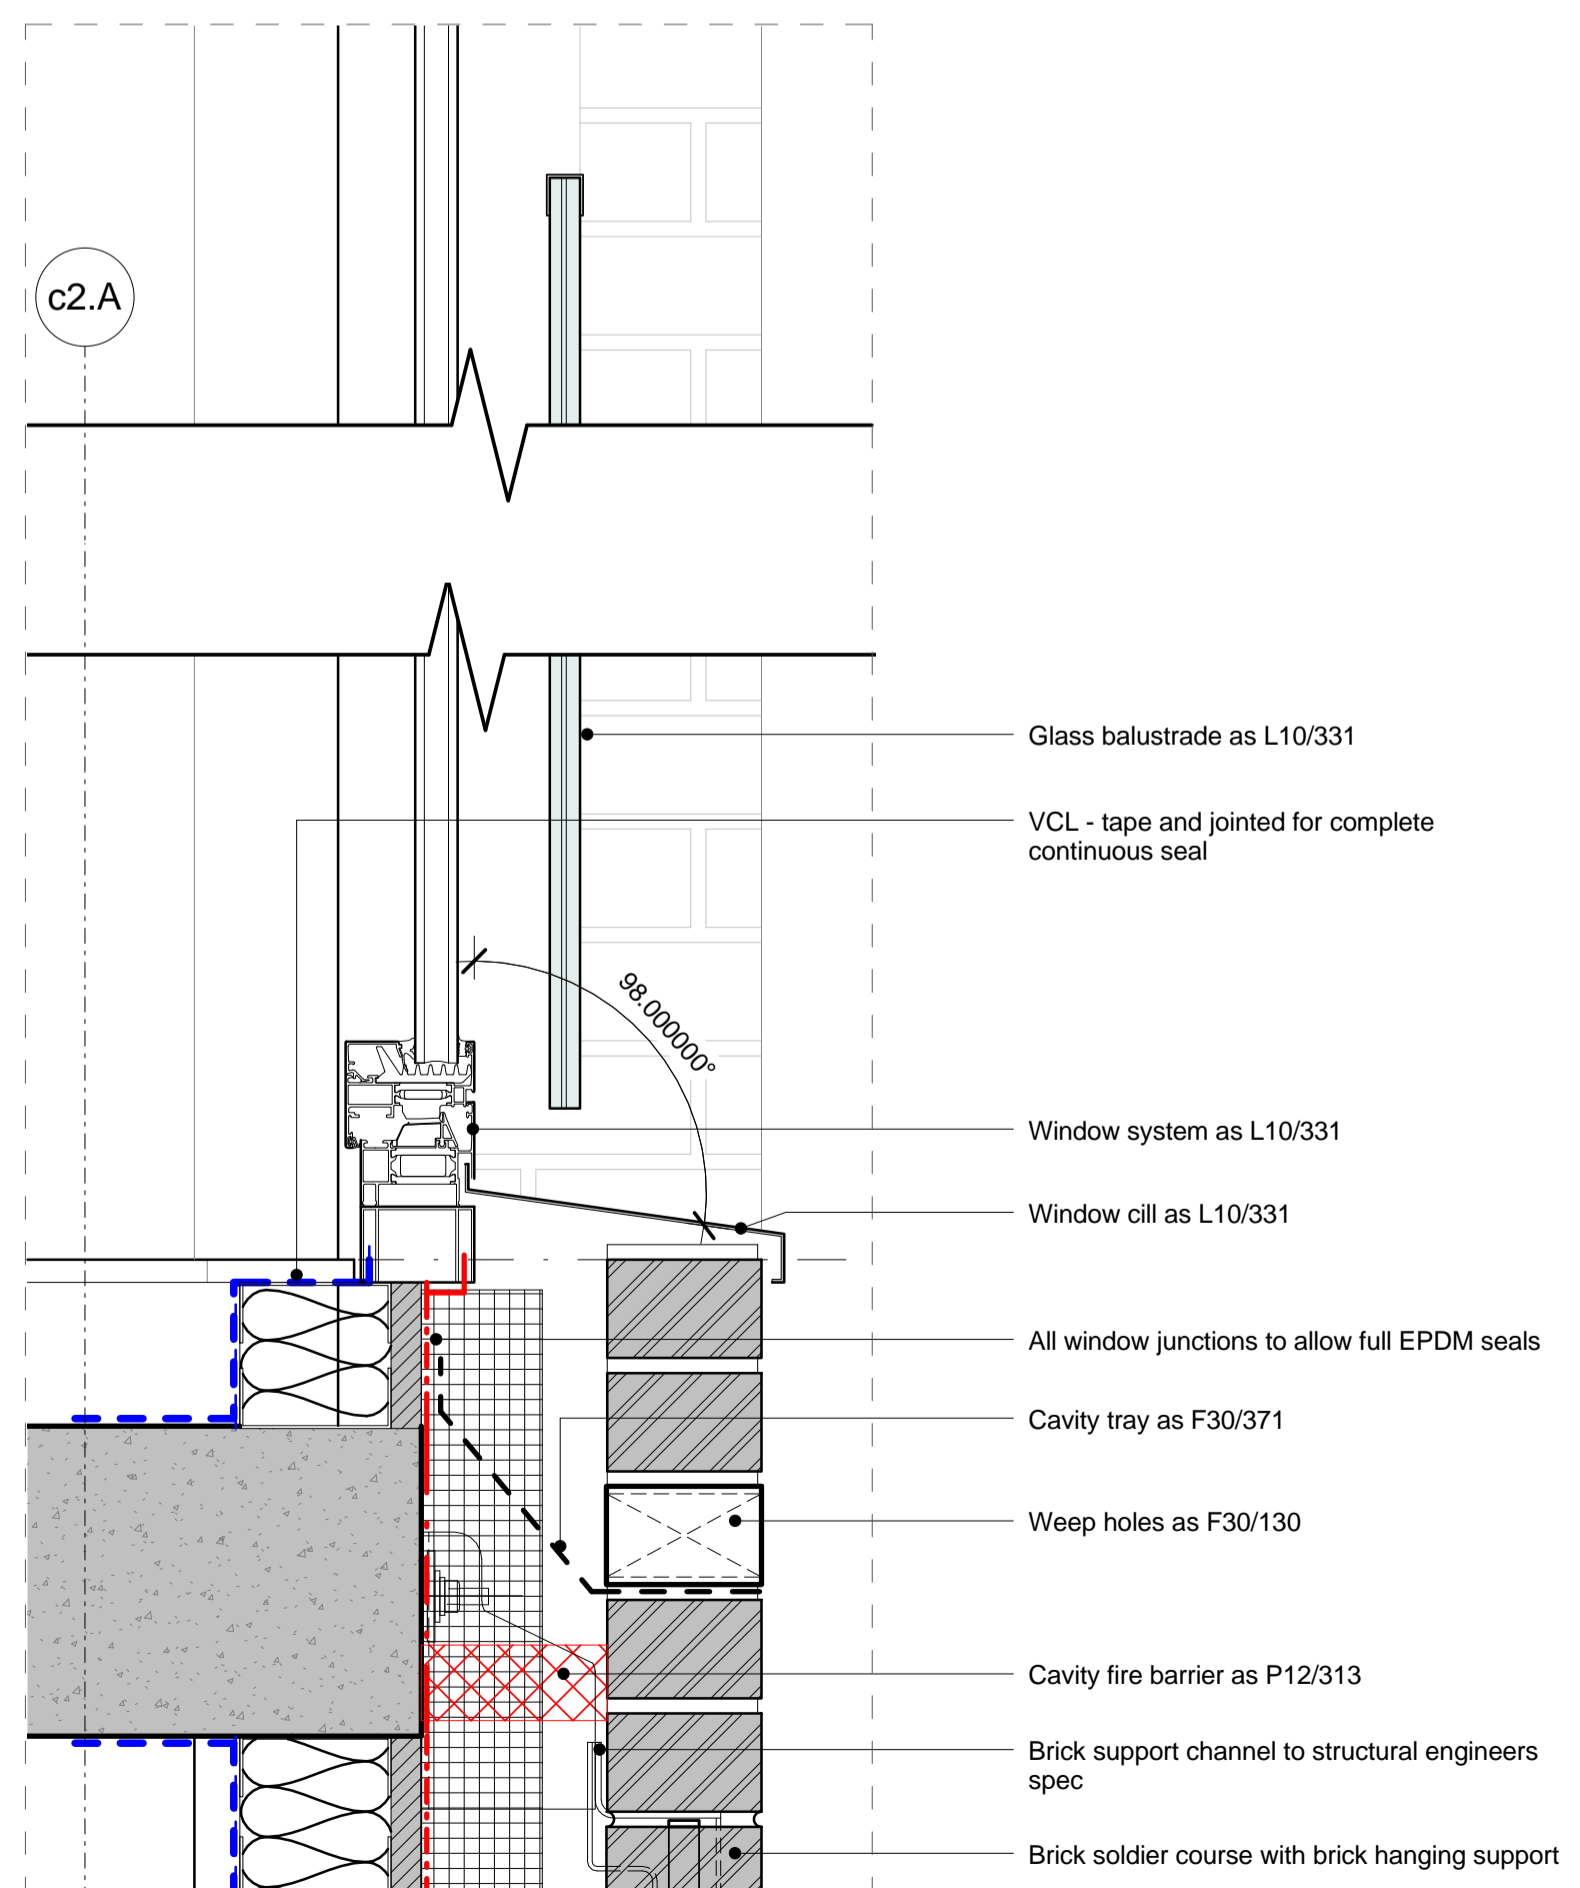 c2.A
Glass balustrade as L10/331
VCL - tape and jointed for complete
continuous seal
98.000000°
Window system as L10/331
Window cill as L10/331
All window junctions to allow full EPDM seals
Cavity tray as F30/371
Weep holes as F30/130
Cavity fire barrier as P12/313
Brick support channel to structural engineers
spec
Brick soldier course with brick hanging support